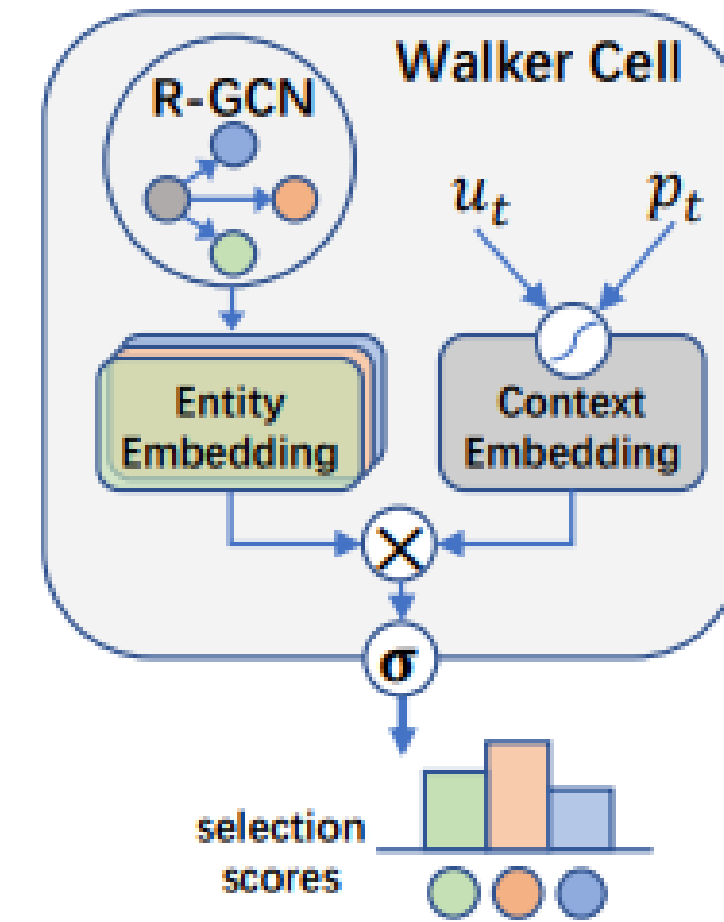 Walker Cell
R-GCN
u_t
p_t
Entity
Embedding
Context
Embedding
×
σ
selection
scores